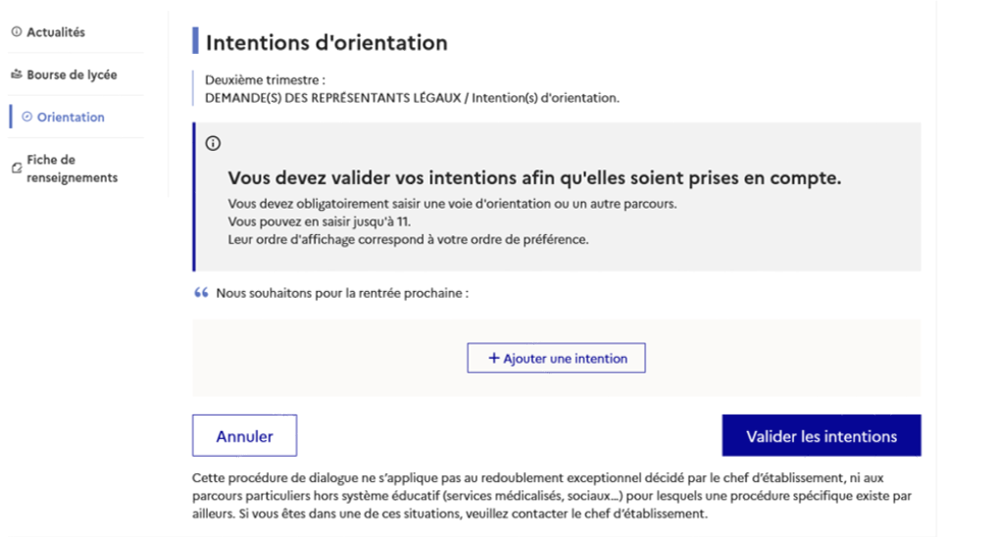 Actualités
Bourse de lycée
Orientation
Fiche de
renseignements
Intentions d'orientation
Deuxième trimestre :
DEMANDE(S) DES REPRÉSENTANTS LÉGAUX / Intention(s) d'orientation.
Vous devez valider vos intentions afin qu'elles soient prises en compte.
Vous devez obligatoirement saisir une voie d'orientation ou un autre parcours.
Vous pouvez en saisir jusqu'à 11.
Leur ordre d'affichage correspond à votre ordre de préférence.
“ Nous souhaitons pour la rentrée prochaine :
+ Ajouter une intention
Annuler
Valider les intentions
Cette procédure de dialogue ne s'applique pas au redoublement exceptionnel décidé par le chef d'établissement, ni aux
parcours particuliers hors système éducatif (services médicalisés, sociaux...) pour lesquels une procédure spécifique existe par
ailleurs. Si vous êtes dans une de ces situations, veuillez contacter le chef d'établissement.